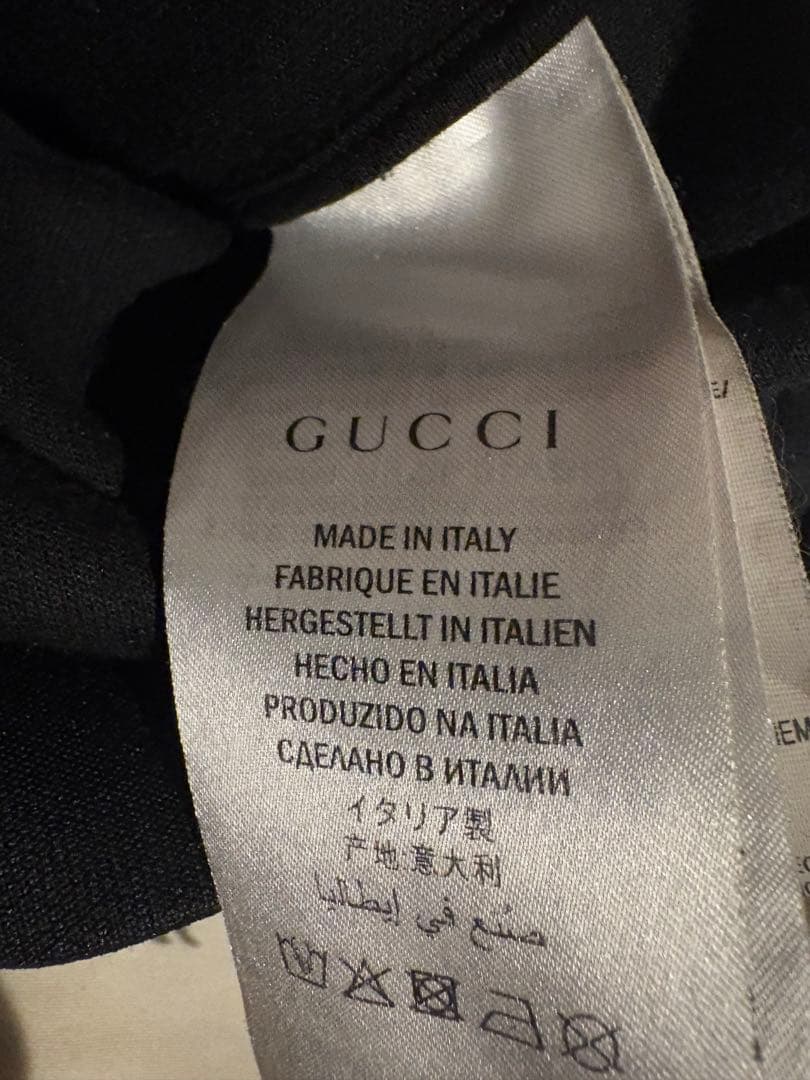 GUCCI
MADE IN ITALY
FABRIQUE EN ITALIE
HERGESTELLT IN ITALIEN
HECHO EN ITALIA
PRODUZIDO NA ITALIA
СДЕЛАНО В ИТАЛИИ
イタリア製
产地:意大利
صنع في إيطاليا